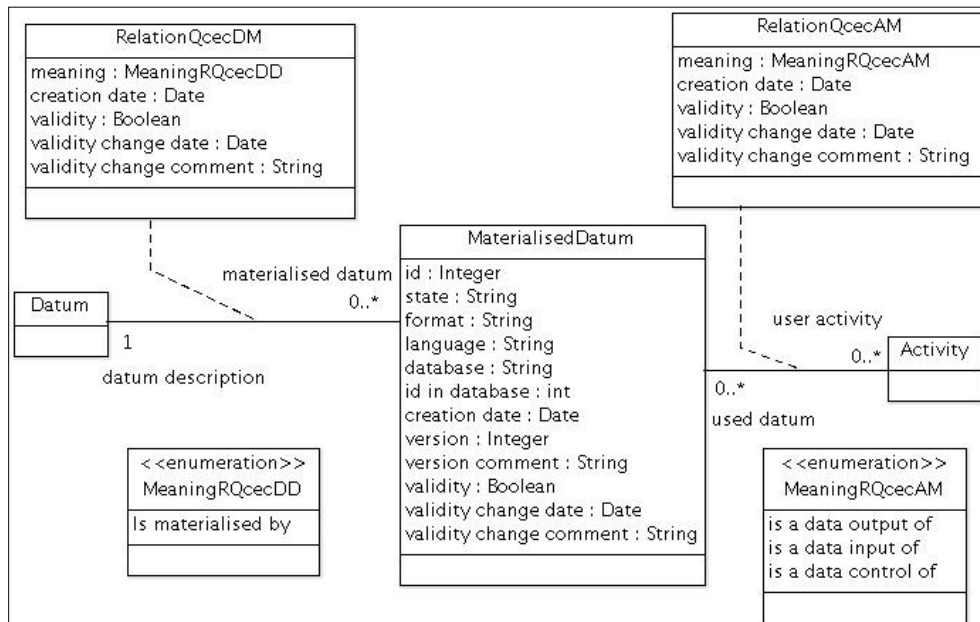 RelationQcecDM
meaning : MeaningRQcecDD
creation date : Date
validity : Boolean
validity change date : Date
validity change comment : String
RelationQcecAM
meaning : MeaningRQcecAM
creation date : Date
validity : Boolean
validity change date : Date
validity change comment : String
MaterialisedDatum
id : Integer
state : String
format : String
language : String
database : String
id in database : int
creation date : Date
version : Integer
version comment : String
validity : Boolean
validity change date : Date
validity change comment : String
materialised datum
0..*
Datum
1
datum description
user activity
0..*
Activity
0..*
used datum
<<enumeration>>
MeaningRQcecDD
Is materialised by
<<enumeration>>
MeaningRQcecAM
is a data output of
is a data input of
is a data control of